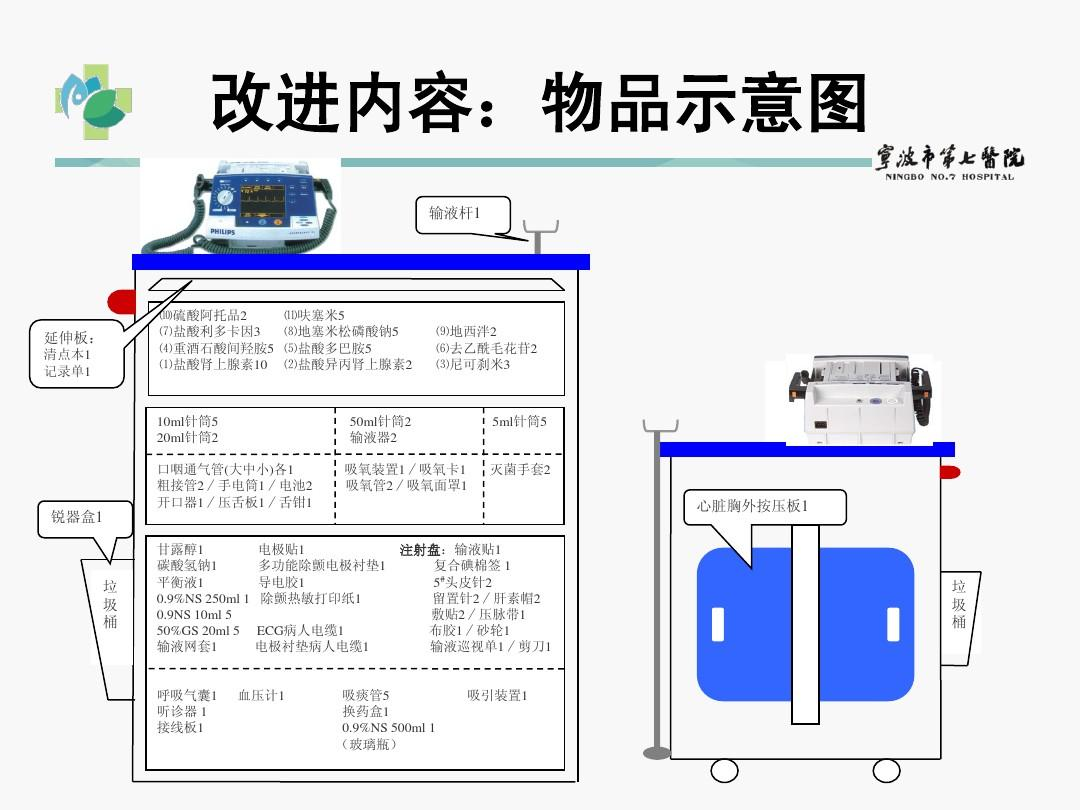 改进内容：物品示意图
寧波市第七醫院
NINGBO NO.7 HOSPITAL
PHILIPS
输液杆1
延伸板：
清点本1
记录单1
⑽硫酸阿托品2 ⑾呋塞米5
⑺盐酸利多卡因3 ⑻地塞米松磷酸钠5 ⑼地西泮2
⑷重酒石酸间羟胺5 ⑸盐酸多巴胺5 ⑹去乙酰毛花苷2
⑴盐酸肾上腺素10 ⑵盐酸异丙肾上腺素2 ⑶尼可刹米3
10ml针筒5 50ml针筒2 5ml针筒5
20ml针筒2 输液器2
口咽通气管(大中小)各1 吸氧装置1／吸氧卡1 灭菌手套2
粗接管2／手电筒1／电池2 吸氧管2／吸氧面罩1
开口器1／压舌板1／舌钳1
锐器盒1
垃
圾
桶
甘露醇1 电极贴1 注射盘：输液贴1
碳酸氢钠1 多功能除颤电极衬垫1 复合碘棉签 1
平衡液1 导电胶1 5#头皮针2
0.9%NS 250ml 1 除颤热敏打印纸1 留置针2／肝素帽2
0.9NS 10ml 5 敷贴2／压脉带1
50%GS 20ml 5 ECG病人电缆1 布胶1／砂轮1
输液网套1 电极衬垫病人电缆1 输液巡视单1／剪刀1
呼吸气囊1 血压计1 吸痰管5 吸引装置1
听诊器 1 换药盒1
接线板1 0.9%NS 500ml 1
（玻璃瓶）
心脏胸外按压板1
垃
圾
桶